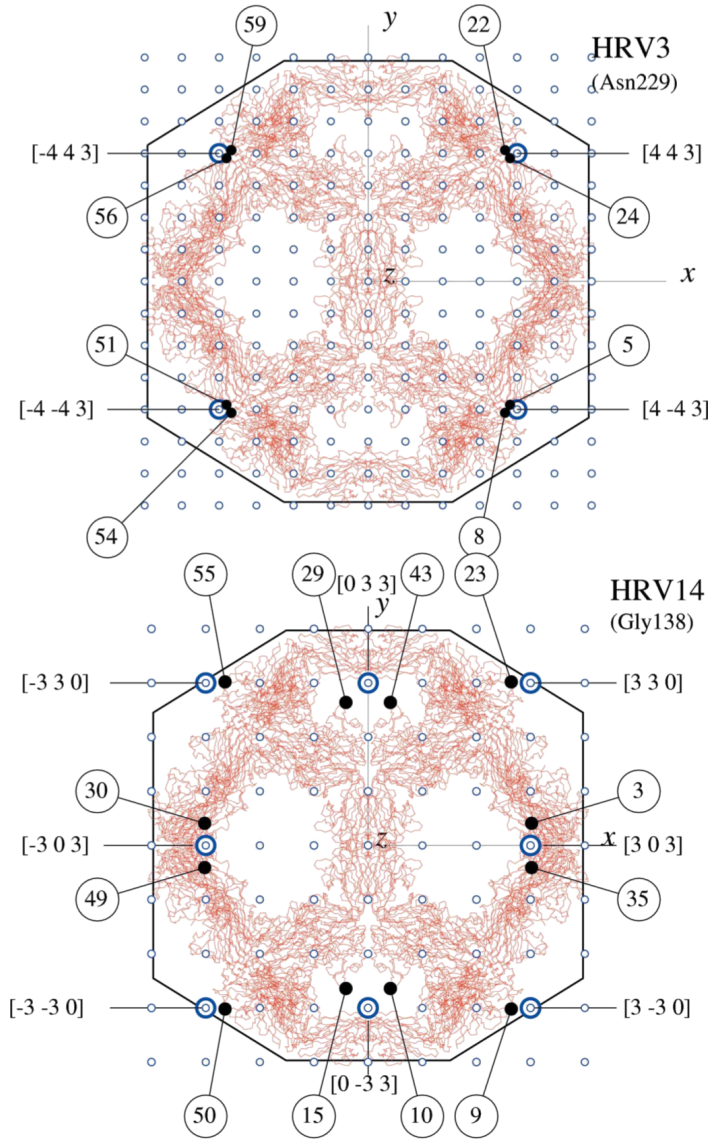 59
22
y
HRV3
(Asn229)
[-4 4 3]
[4 4 3]
56
24
z
x
51
5
[-4 -4 3]
[4 -4 3]
54
8
55
29
[0 3 3]
43
23
HRV14
y
(Gly138)
[-3 3 0]
[3 3 0]
30
3
[-3 0 3]
z
x
[3 0 3]
49
35
[-3 -3 0]
[3 -3 0]
[0 -3 3]
50
15
10
9